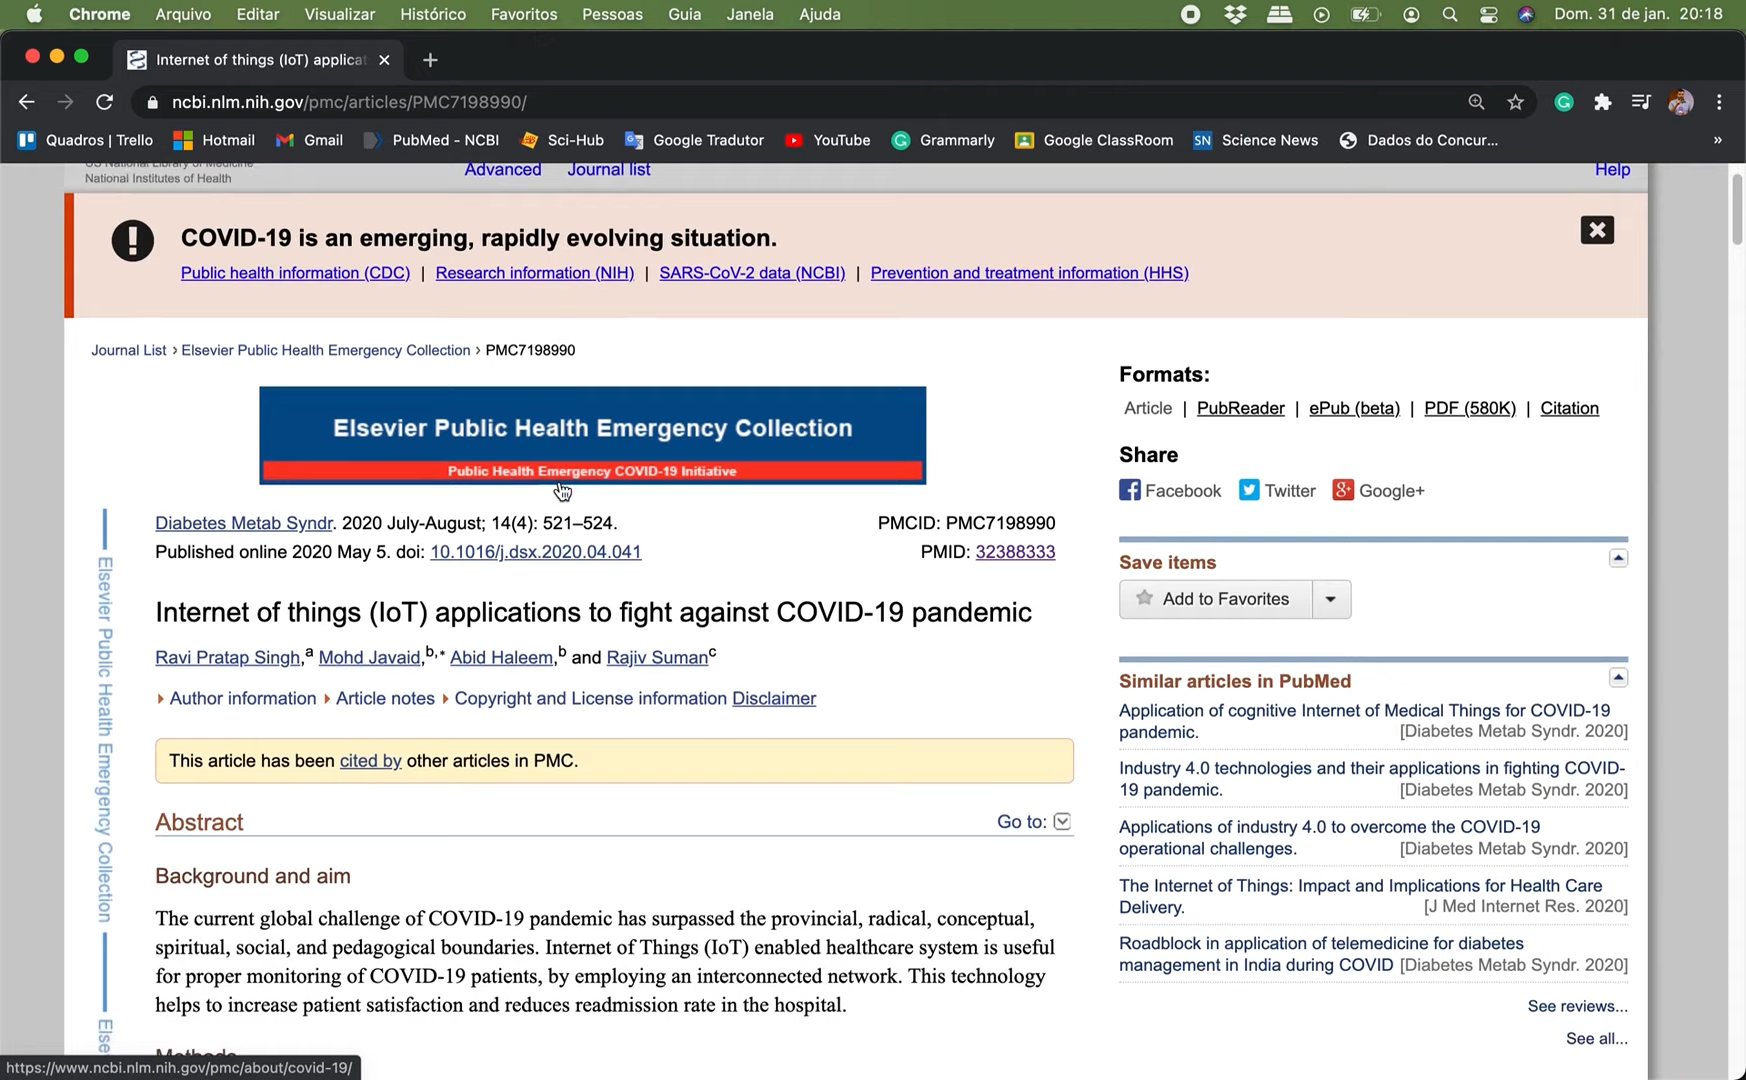 Chrome Arquivo Editar Visualizar Histórico Favoritos Pessoas Guia Janela Ajuda Dom. 31 de jan. 20:18
Internet of things (IoT) applicat
ncbi.nlm.nih.gov/pmc/articles/PMC7198990/
Quadros | Trello Hotmail Gmail PubMed - NCBI Sci-Hub Google Tradutor YouTube Grammarly Google ClassRoom SN Science News Dados do Concur... »
US National Library of Medicine
National Institutes of Health
Advanced Journal list Help
COVID-19 is an emerging, rapidly evolving situation.
Public health information (CDC) | Research information (NIH) | SARS-CoV-2 data (NCBI) | Prevention and treatment information (HHS)
Journal List > Elsevier Public Health Emergency Collection > PMC7198990
Elsevier Public Health Emergency Collection
Public Health Emergency COVID-19 Initiative
Diabetes Metab Syndr. 2020 July-August; 14(4): 521–524. PMCID: PMC7198990
Published online 2020 May 5. doi: 10.1016/j.dsx.2020.04.041 PMID: 32388333
Internet of things (IoT) applications to fight against COVID-19 pandemic
Ravi Pratap Singh,a Mohd Javaid,b,* Abid Haleem,b and Rajiv Sumanc
Author information Article notes Copyright and License information Disclaimer
This article has been cited by other articles in PMC.
Abstract Go to:
Background and aim
The current global challenge of COVID-19 pandemic has surpassed the provincial, radical, conceptual,
spiritual, social, and pedagogical boundaries. Internet of Things (IoT) enabled healthcare system is useful
for proper monitoring of COVID-19 patients, by employing an interconnected network. This technology
helps to increase patient satisfaction and reduces readmission rate in the hospital.
Methods
Elsevier Public Health Emergency Collection
Else
Formats:
Article | PubReader | ePub (beta) | PDF (580K) | Citation
Share
Facebook Twitter Google+
Save items
Add to Favorites
Similar articles in PubMed
Application of cognitive Internet of Medical Things for COVID-19
pandemic. [Diabetes Metab Syndr. 2020]
Industry 4.0 technologies and their applications in fighting COVID-
19 pandemic. [Diabetes Metab Syndr. 2020]
Applications of industry 4.0 to overcome the COVID-19
operational challenges. [Diabetes Metab Syndr. 2020]
The Internet of Things: Impact and Implications for Health Care
Delivery. [J Med Internet Res. 2020]
Roadblock in application of telemedicine for diabetes
management in India during COVID [Diabetes Metab Syndr. 2020]
See reviews...
See all...
https://www.ncbi.nlm.nih.gov/pmc/about/covid-19/